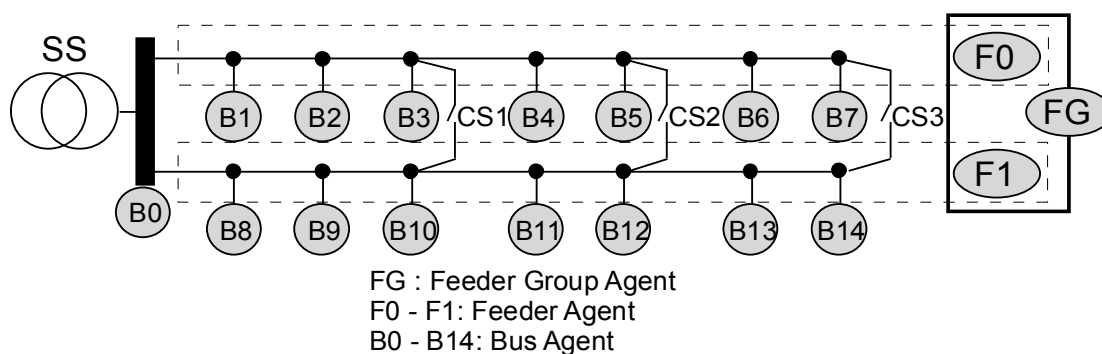 SS
F0
B1 B2 B3 CS1 B4 B5 CS2 B6 B7 CS3
FG
F1
B0
B8 B9 B10 B11 B12 B13 B14
FG : Feeder Group Agent
F0 - F1: Feeder Agent
B0 - B14: Bus Agent